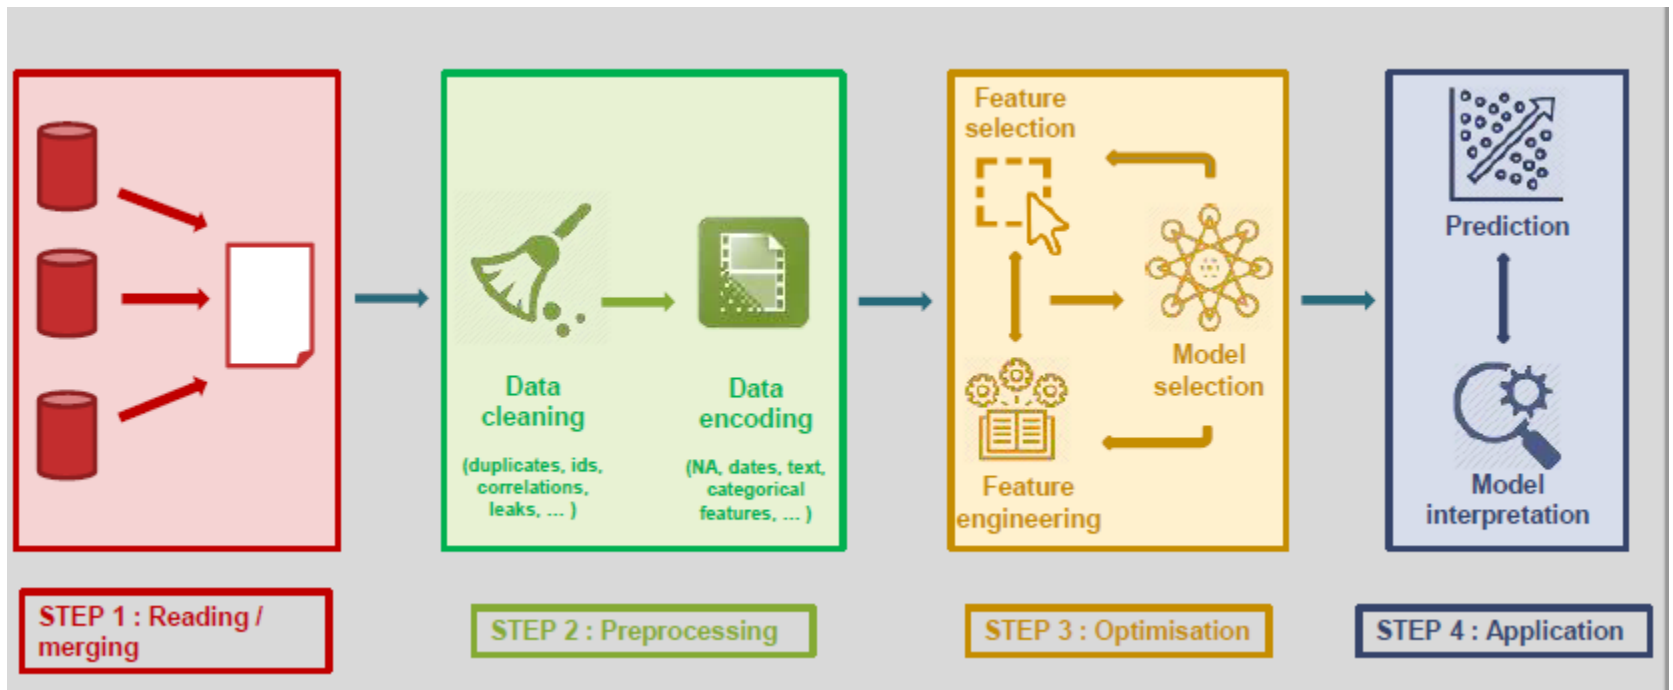 Data
cleaning
(duplicates, ids,
correlations,
leaks, ... )
Data
encoding
(NA, dates, text,
categorical
features, ... )
Feature
selection
Model
selection
Feature
engineering
Prediction
Model
interpretation
STEP 1 : Reading /
merging
STEP 2 : Preprocessing
STEP 3 : Optimisation
STEP 4 : Application